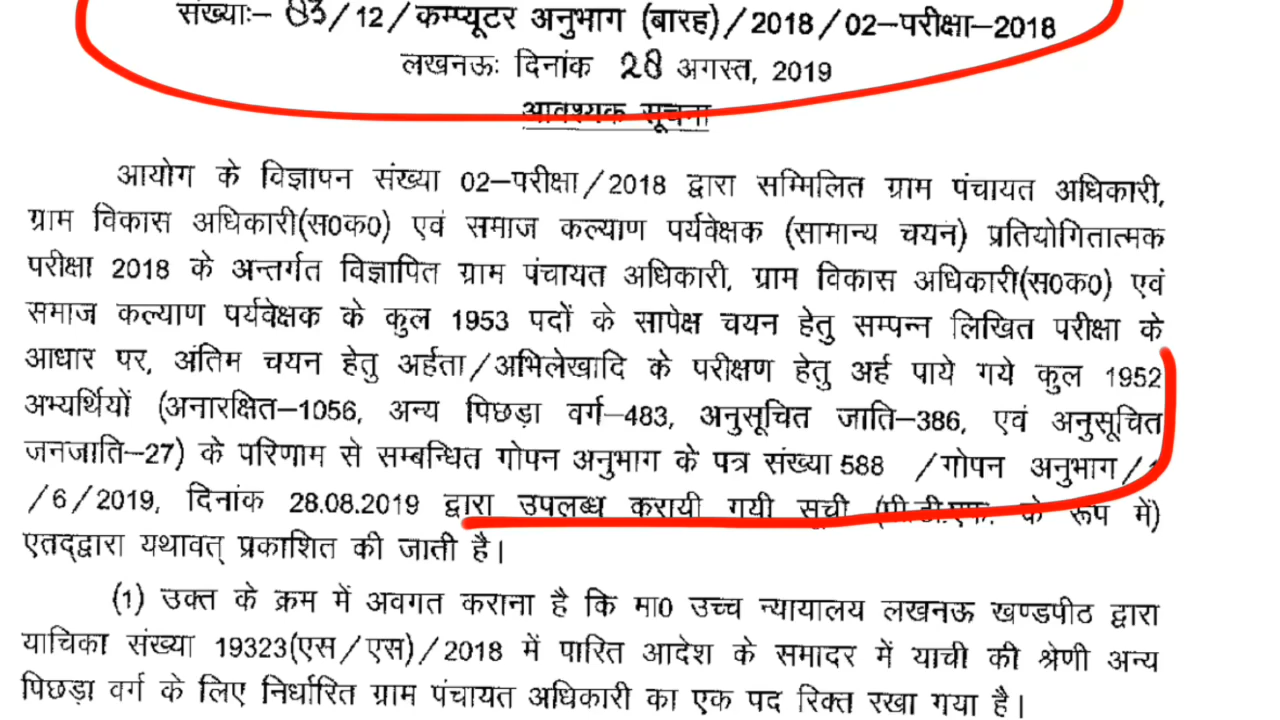 संख्याः– 83/12/कम्प्यूटर अनुभाग (बारह)/2018/02–परीक्षा–2018
लखनऊः दिनांक 28 अगस्त, 2019
आवश्यक सूचना
आयोग के विज्ञापन संख्या 02–परीक्षा/2018 द्वारा सम्मिलित ग्राम पंचायत अधिकारी,
ग्राम विकास अधिकारी(स0क0) एवं समाज कल्याण पर्यवेक्षक (सामान्य चयन) प्रतियोगितात्मक
परीक्षा 2018 के अन्तर्गत विज्ञापित ग्राम पंचायत अधिकारी, ग्राम विकास अधिकारी(स0क0) एवं
समाज कल्याण पर्यवेक्षक के कुल 1953 पदों के सापेक्ष चयन हेतु सम्पन्न लिखित परीक्षा के
आधार पर, अंतिम चयन हेतु अर्हता/अभिलेखादि के परीक्षण हेतु अर्ह पाये गये कुल 1952
अभ्यर्थियों (अनारक्षित–1056, अन्य पिछड़ा वर्ग–483, अनुसूचित जाति–386, एवं अनुसूचित
जनजाति–27) के परिणाम से सम्बन्धित गोपन अनुभाग के पत्र संख्या 588 /गोपन अनुभाग/
/6/2019, दिनांक 28.08.2019 द्वारा उपलब्ध करायी गयी सूची (पी.डी.एफ. के रूप में)
एतद्द्वारा यथावत् प्रकाशित की जाती है।
(1) उक्त के क्रम में अवगत कराना है कि मा0 उच्च न्यायालय लखनऊ खण्डपीठ द्वारा
याचिका संख्या 19323(एस/एस)/2018 में पारित आदेश के समादर में याची की श्रेणी अन्य
पिछड़ा वर्ग के लिए निर्धारित ग्राम पंचायत अधिकारी का एक पद रिक्त रखा गया है।